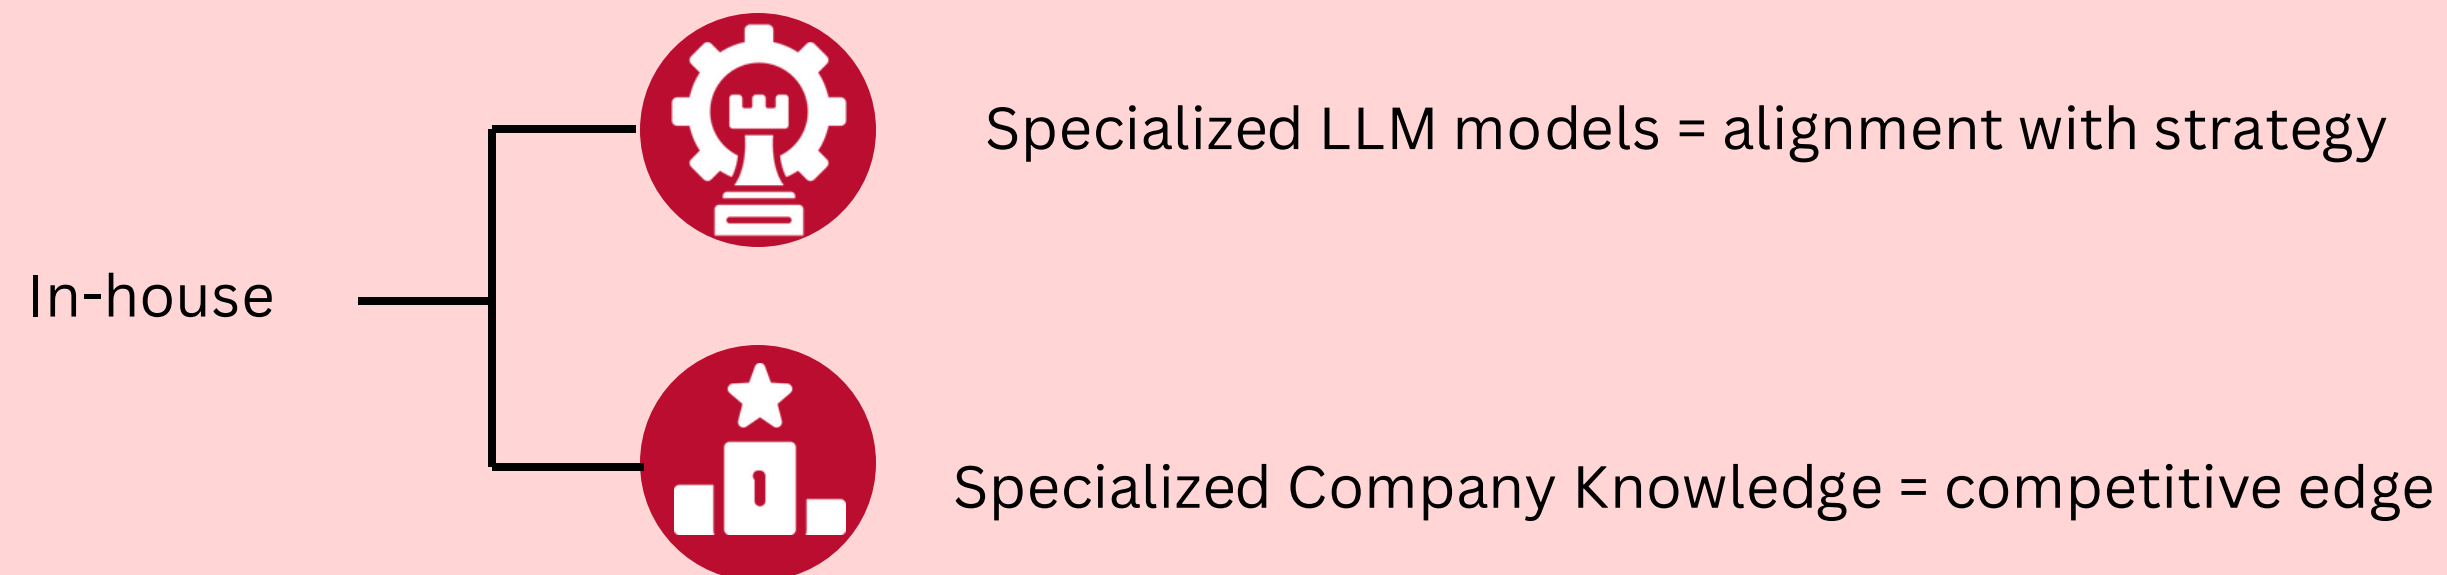 Specialized LLM models = alignment with strategy
In-house
Specialized Company Knowledge = competitive edge